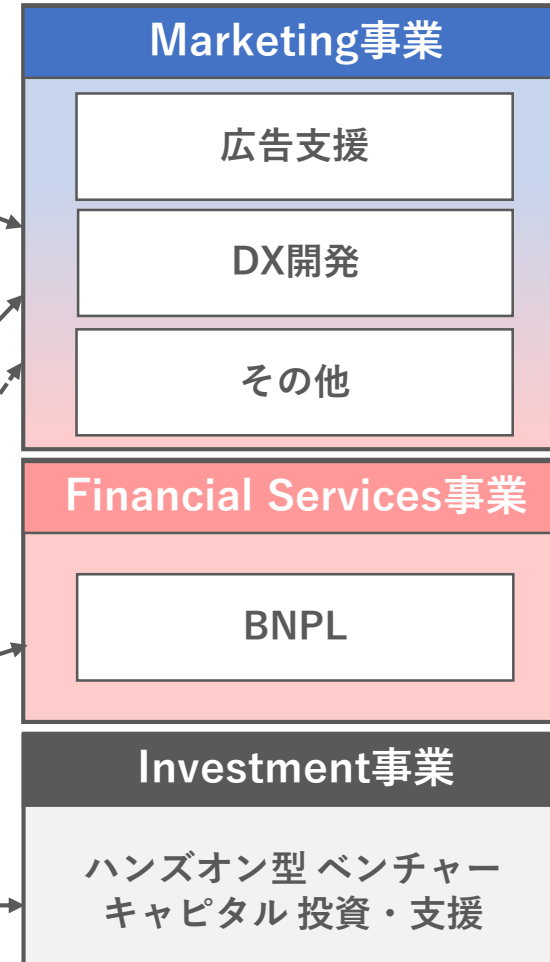 Marketing事業
広告支援
DX開発
その他
Financial Services事業
BNPL
Investment事業
ハンズオン型 ベンチャー
キャピタル 投資・支援